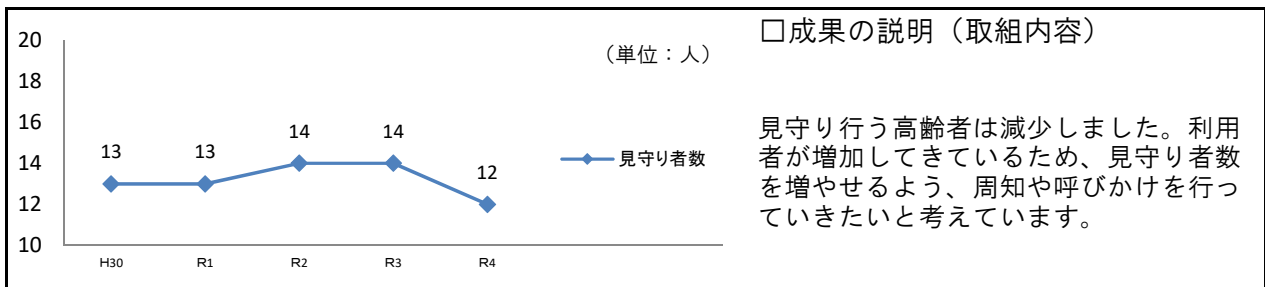 20
18
16
14
12
10
（単位：人）
13
13
14
14
12
見守り者数
H30
R1
R2
R3
R4
□成果の説明（取組内容）
見守り行う高齢者は減少しました。利用
者が増加してきているため、見守り者数
を増やせるよう、周知や呼びかけを行っ
ていきたいと考えています。